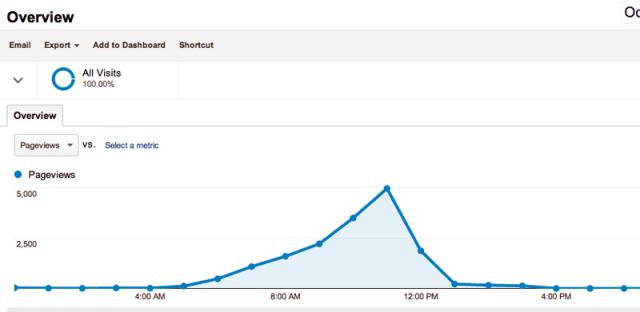 Overview
Email Export Add to Dashboard Shortcut
All Visits
100.00%
Overview
Pageviews vs. Select a metric
Pageviews
5,000
2,500
4:00 AM 8:00 AM 12:00 PM 4:00 PM